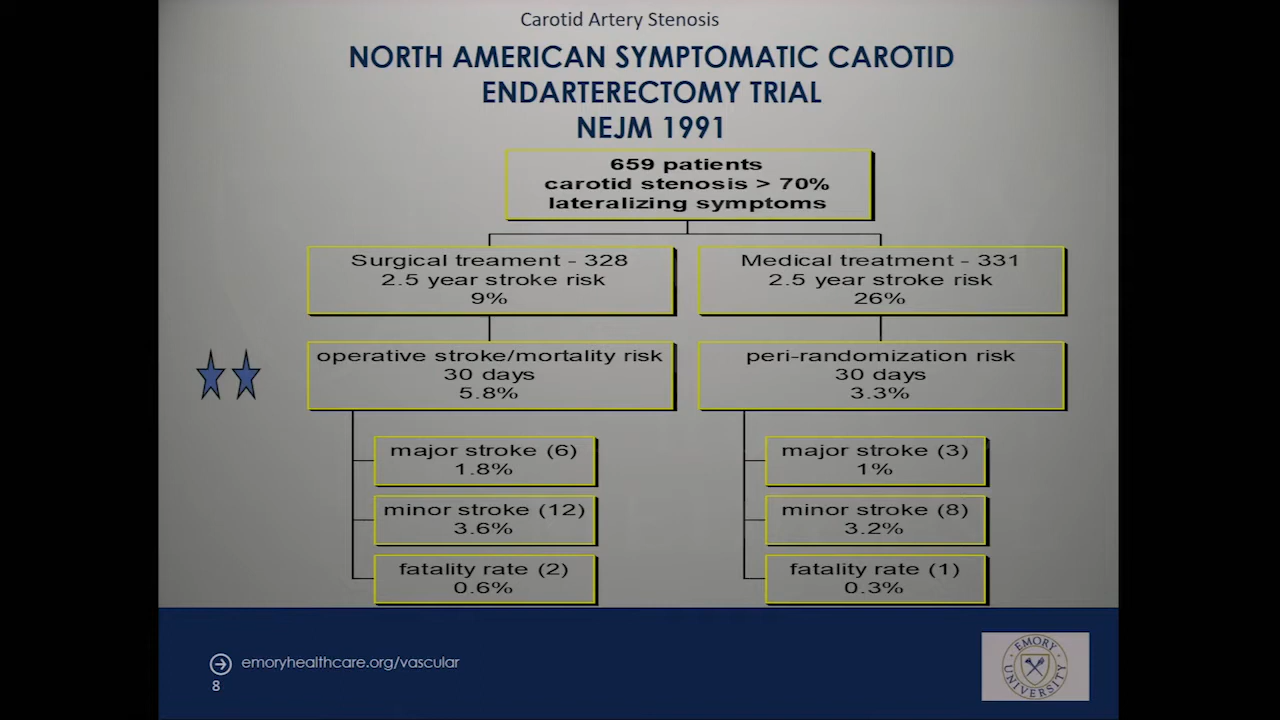 Carotid Artery Stenosis
NORTH AMERICAN SYMPTOMATIC CAROTID
ENDARTERECTOMY TRIAL
NEJM 1991
659 patients
carotid stenosis > 70%
lateralizing symptoms
Surgical treament - 328
2.5 year stroke risk
9%
Medical treatment - 331
2.5 year stroke risk
26%
operative stroke/mortality risk
30 days
5.8%
peri-randomization risk
30 days
3.3%
major stroke (6)
1.8%
major stroke (3)
1%
minor stroke (12)
3.6%
minor stroke (8)
3.2%
fatality rate (2)
0.6%
fatality rate (1)
0.3%
emoryhealthcare.org/vascular
8
EMORY
UNIVERSITY